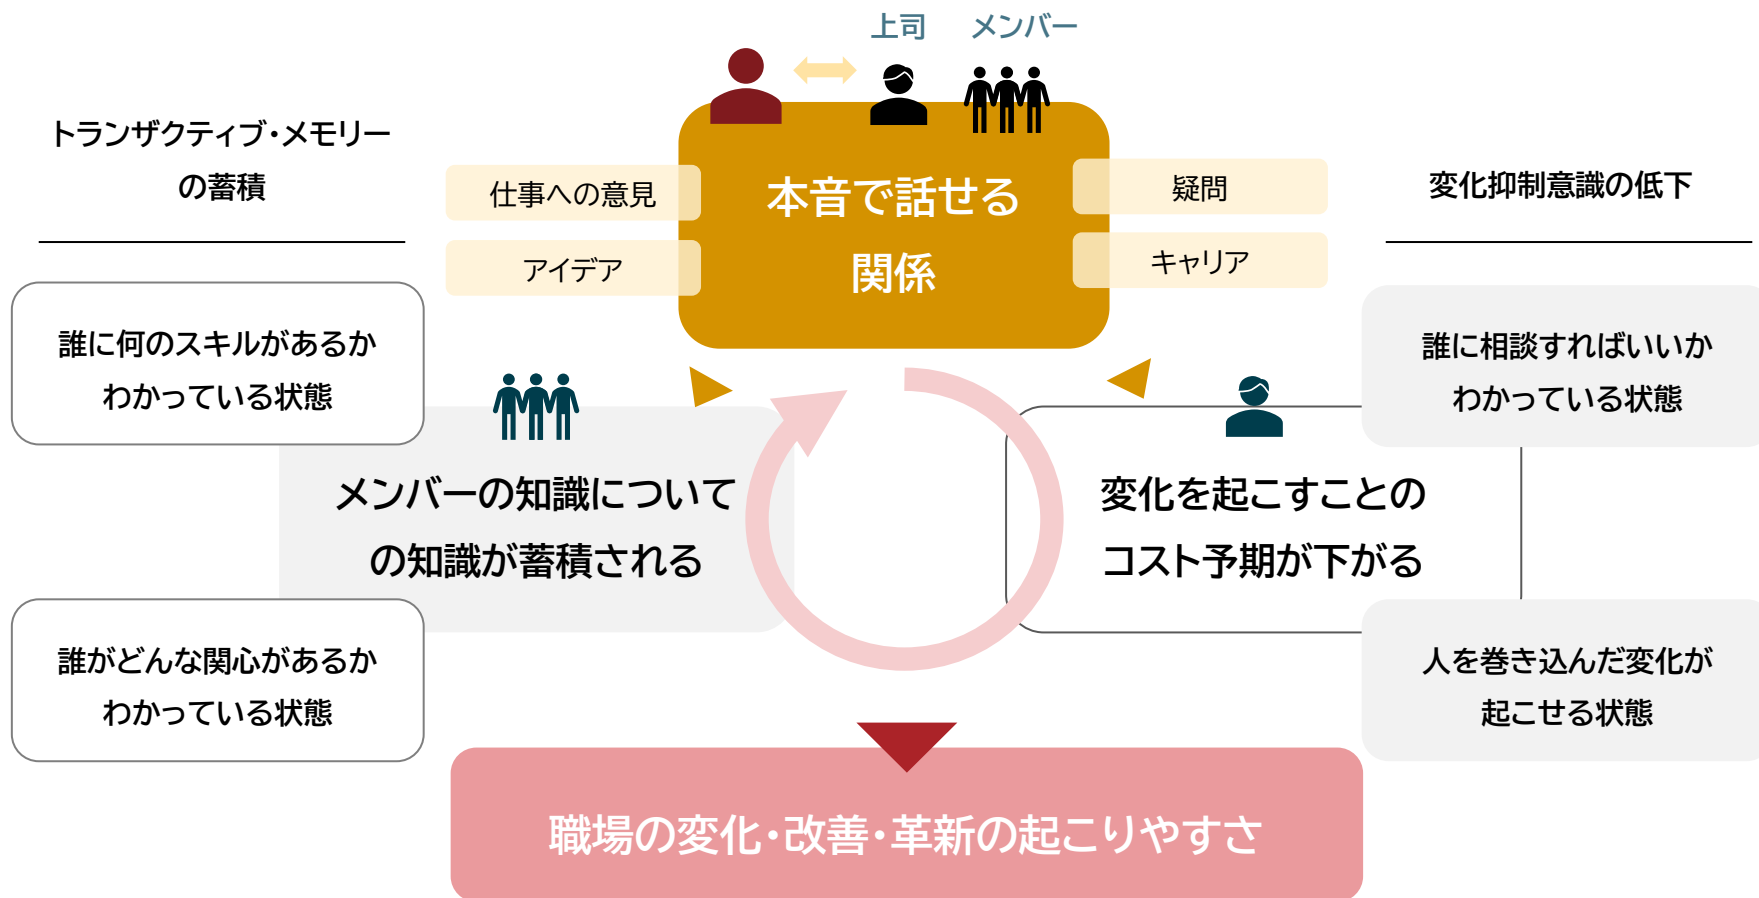 上司
メンバー
トランザクティブ・メモリー
の蓄積
仕事への意見
アイデア
本音で話せる
関係
疑問
キャリア
変化抑制意識の低下
誰に何のスキルがあるか
わかっている状態
誰に相談すればいいか
わかっている状態
メンバーの知識について
の知識が蓄積される
変化を起こすことの
コスト予期が下がる
誰がどんな関心があるか
わかっている状態
人を巻き込んだ変化が
起こせる状態
職場の変化・改善・革新の起こりやすさ